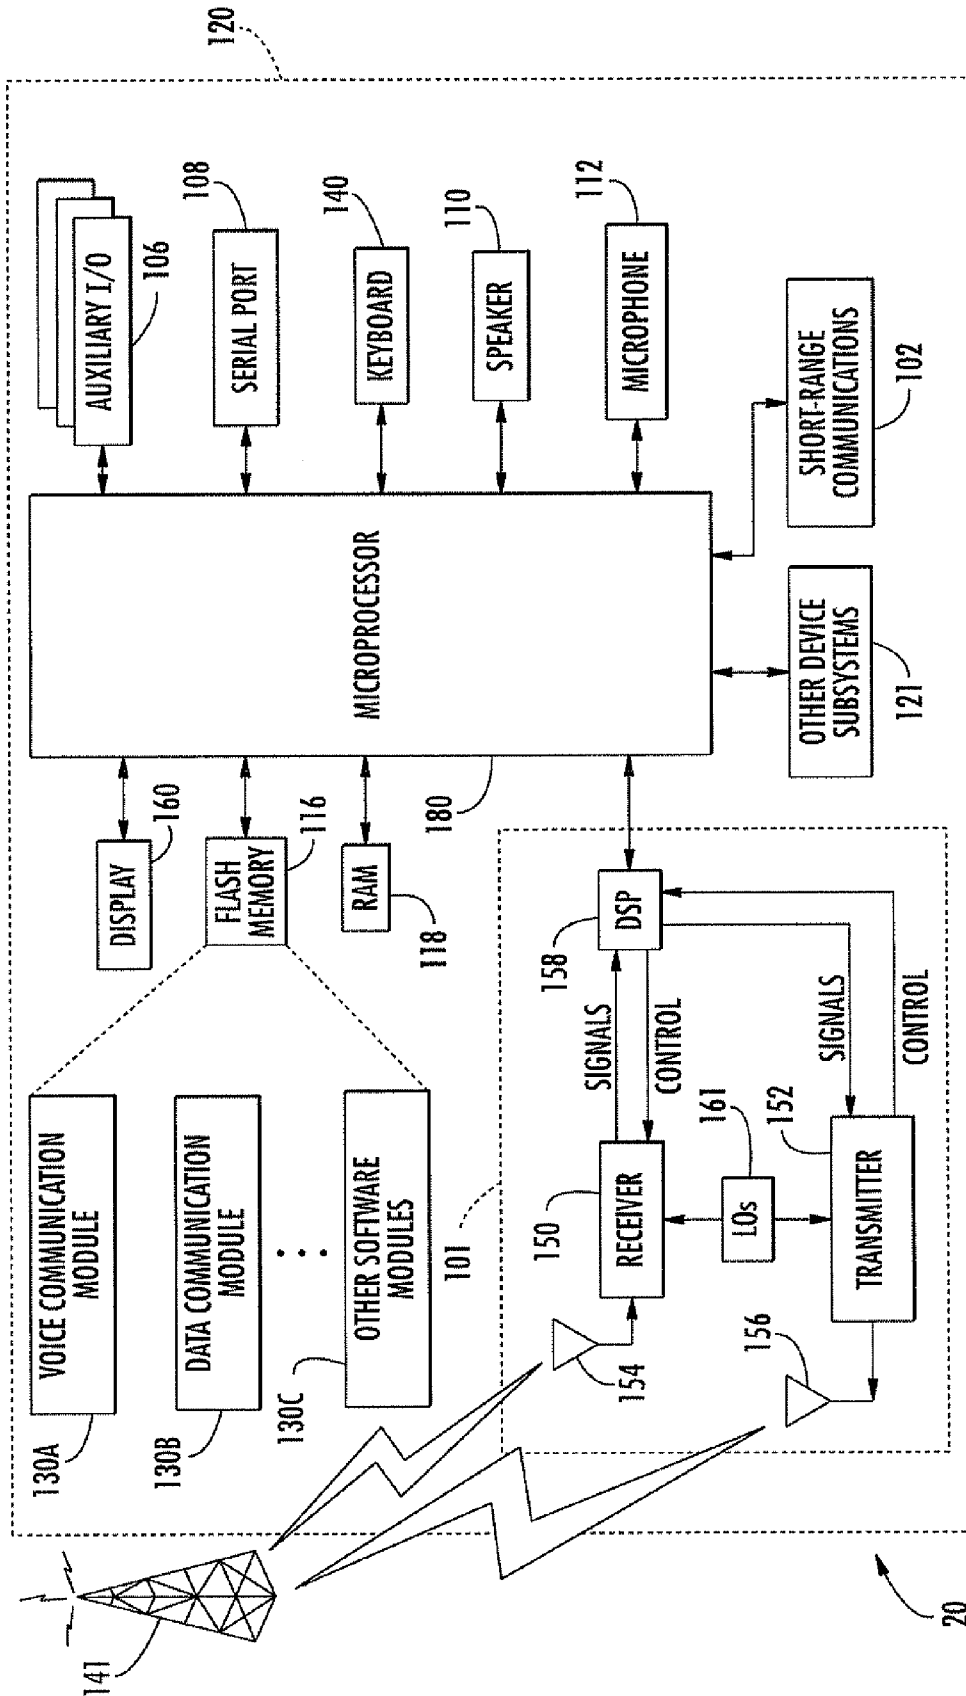 120
AUXILIARY I/O
106
SERIAL PORT
108
KEYBOARD
140
SPEAKER
110
MICROPHONE
112
SHORT-RANGE
COMMUNICATIONS
102
MICROPROCESSOR
180
OTHER DEVICE
SUBSYSTEMS
121
DISPLAY
160
FLASH
MEMORY
116
RAM
118
VOICE COMMUNICATION
MODULE
130A
DATA COMMUNICATION
MODULE
130B
OTHER SOFTWARE
MODULES
130C
101
DSP
158
SIGNALS
CONTROL
SIGNALS
CONTROL
RECEIVER
150
LOs
161
TRANSMITTER
152
154
156
141
20